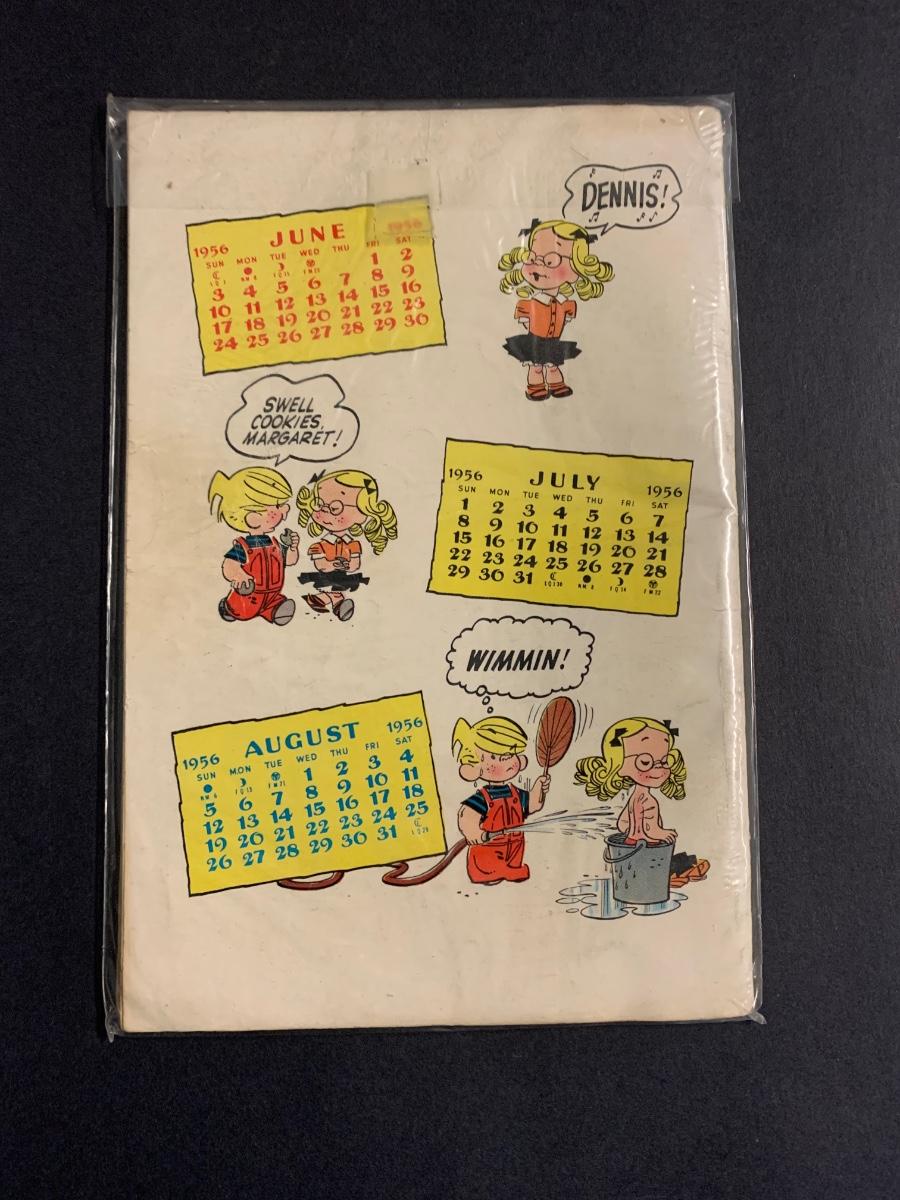 DENNIS!
1956 JUNE 1956
SUN MON TUE WED THU FRI SAT
1 2
3 4 5 6 7 8 9
10 11 12 13 14 15 16
17 18 19 20 21 22 23
24 25 26 27 28 29 30
SWELL
COOKIES,
MARGARET!
1956 JULY 1956
SUN MON TUE WED THU FRI SAT
1 2 3 4 5 6 7
8 9 10 11 12 13 14
15 16 17 18 19 20 21
22 23 24 25 26 27 28
29 30 31
WIMMIN!
1956 AUGUST 1956
SUN MON TUE WED THU FRI SAT
1 2 3 4
5 6 7 8 9 10 11
12 13 14 15 16 17 18
19 20 21 22 23 24 25
26 27 28 29 30 31